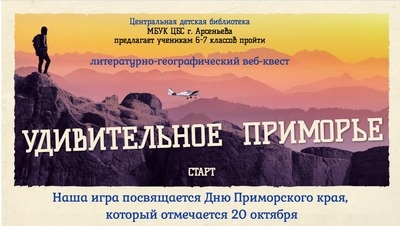 Центральная детская библиотека
МБУК ЦБС г. Арсеньева
предлагает ученикам 6-7 классов пройти
литературно-географический веб-квест
УДИВИТЕЛЬНОЕ ПРИМОРЬЕ
СТАРТ
Наша игра посвящается Дню Приморского края,
который отмечается 20 октября